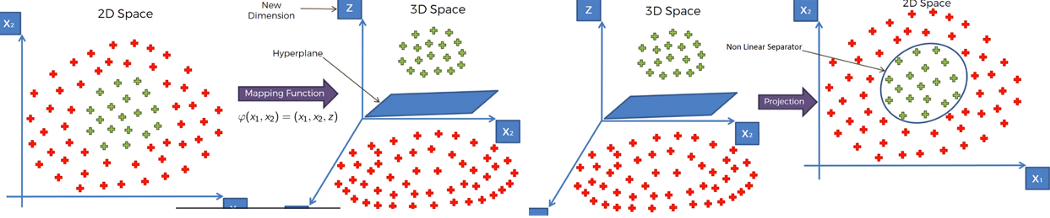 2D Space
X₂
Mapping Function
φ(x₁, x₂) = (x₁, x₂, z)
New
Dimension
Z
3D Space
Hyperplane
X₂
Z
3D Space
X₂
Projection
2D Space
X₂
Non Linear Separator
X₁